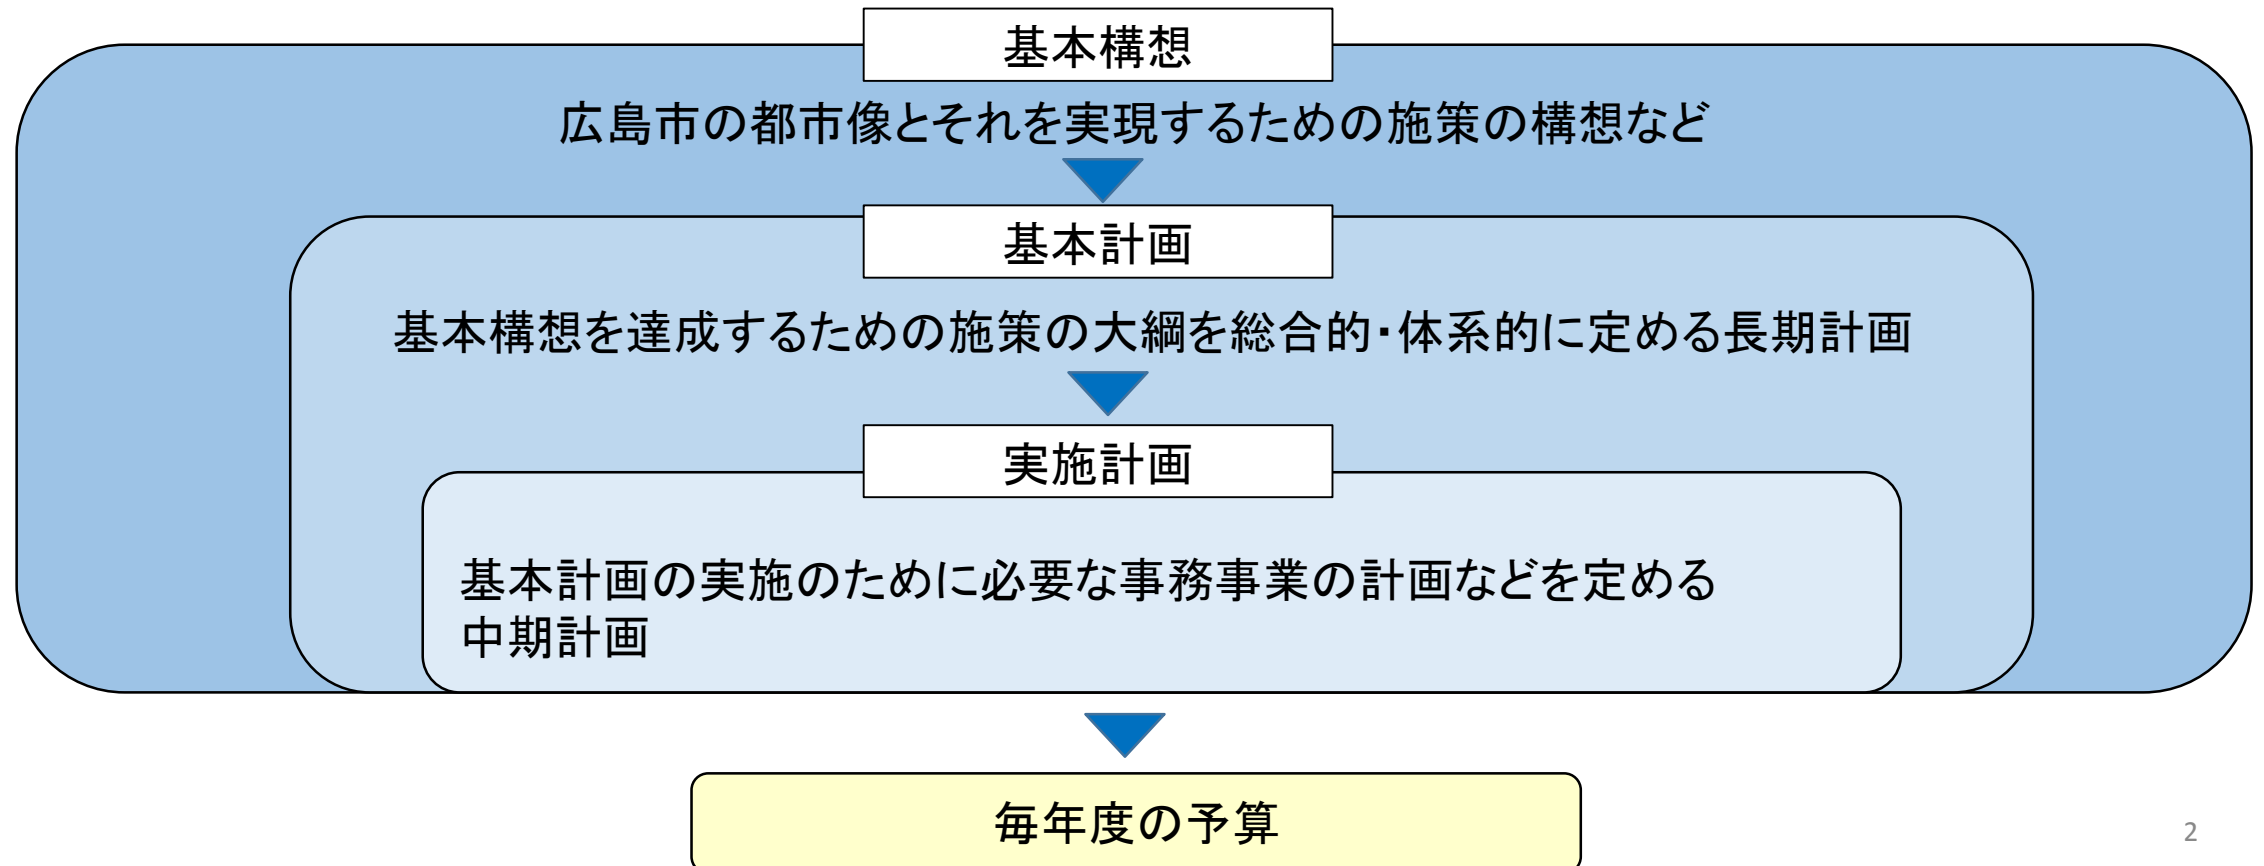 基本構想
広島市の都市像とそれを実現するための施策の構想など
基本計画
基本構想を達成するための施策の大綱を総合的・体系的に定める長期計画
実施計画
基本計画の実施のために必要な事務事業の計画などを定める
中期計画
毎年度の予算
2